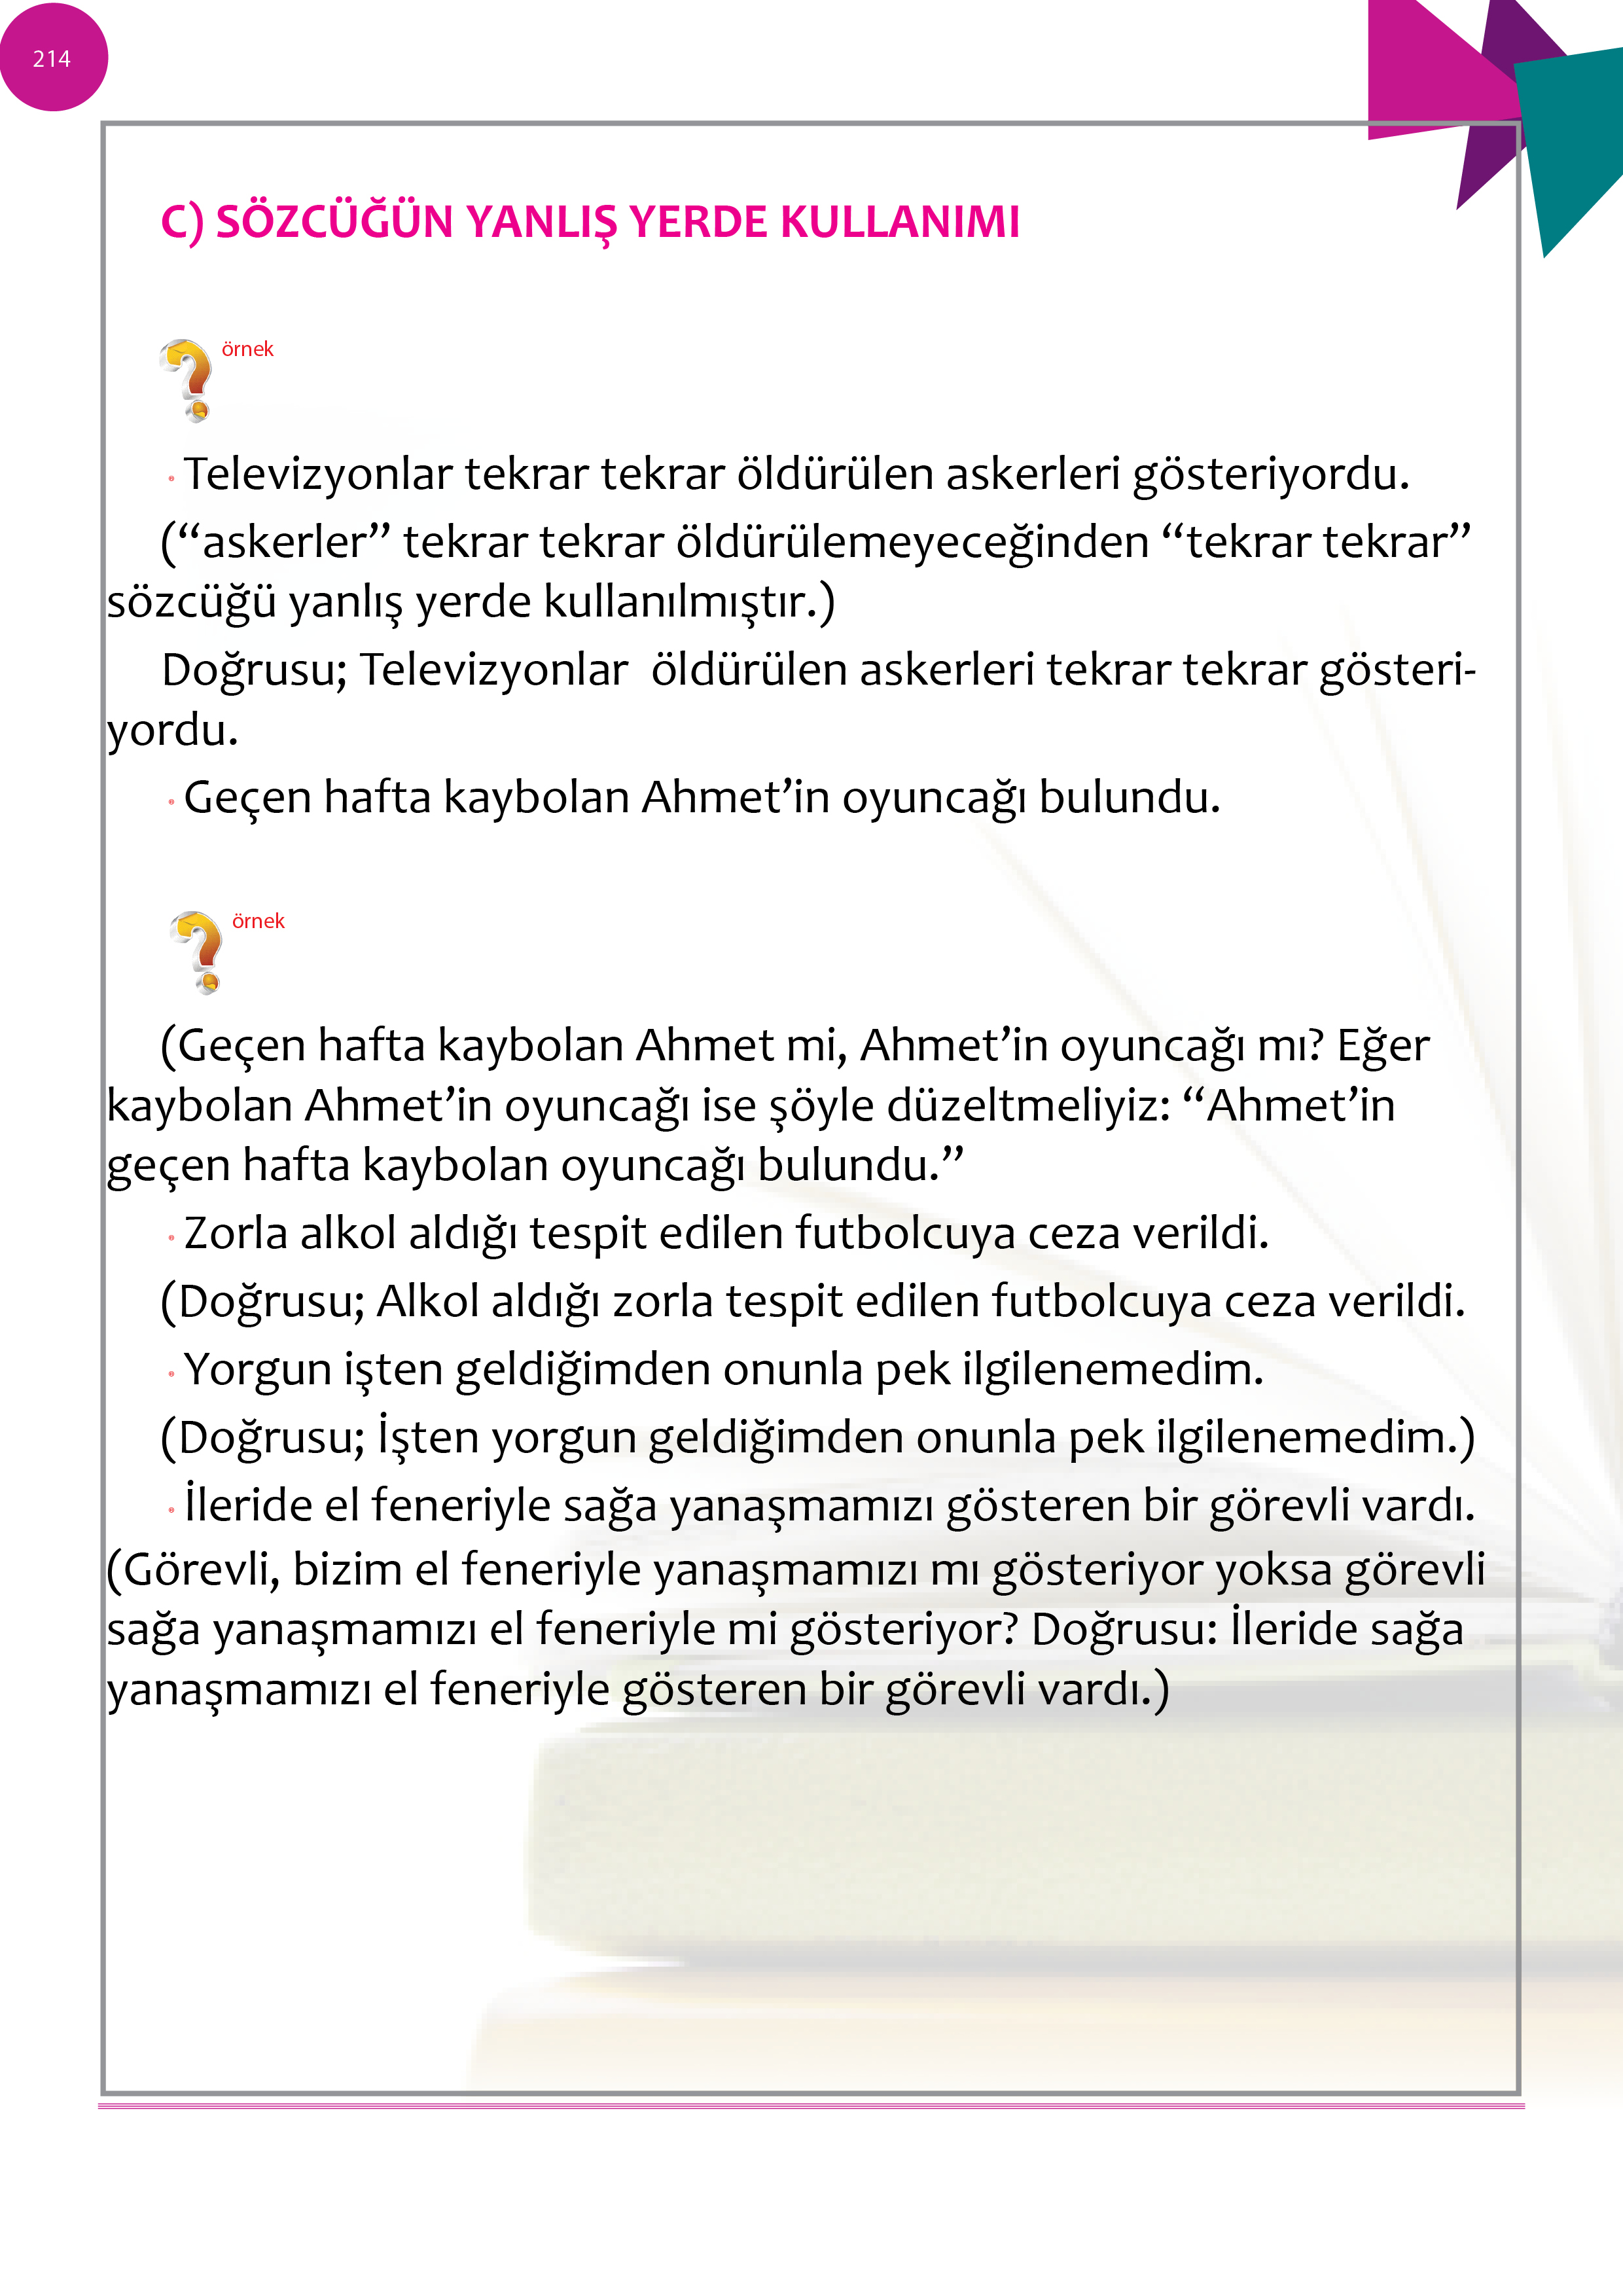 214
C) SÖZCÜĞÜN YANLIŞ YERDE KULLANIMI
örnek
Televizyonlar tekrar tekrar öldürülen askerleri gösteriyordu.
(“askerler” tekrar tekrar öldürülemeyeceğinden “tekrar tekrar”
sözcüğü yanlış yerde kullanılmıştır.)
Doğrusu; Televizyonlar  öldürülen askerleri tekrar tekrar gösteri-
yordu.
Geçen hafta kaybolan Ahmet’in oyuncağı bulundu.
örnek
(Geçen hafta kaybolan Ahmet mi, Ahmet’in oyuncağı mı? Eğer
kaybolan Ahmet’in oyuncağı ise şöyle düzeltmeliyiz: “Ahmet’in
geçen hafta kaybolan oyuncağı bulundu.”
Zorla alkol aldığı tespit edilen futbolcuya ceza verildi.
(Doğrusu; Alkol aldığı zorla tespit edilen futbolcuya ceza verildi.
Yorgun işten geldiğimden onunla pek ilgilenemedim.
(Doğrusu; İşten yorgun geldiğimden onunla pek ilgilenemedim.)
İleride el feneriyle sağa yanaşmamızı gösteren bir görevli vardı.
(Görevli, bizim el feneriyle yanaşmamızı mı gösteriyor yoksa görevli
sağa yanaşmamızı el feneriyle mi gösteriyor? Doğrusu: İleride sağa
yanaşmamızı el feneriyle gösteren bir görevli vardı.)